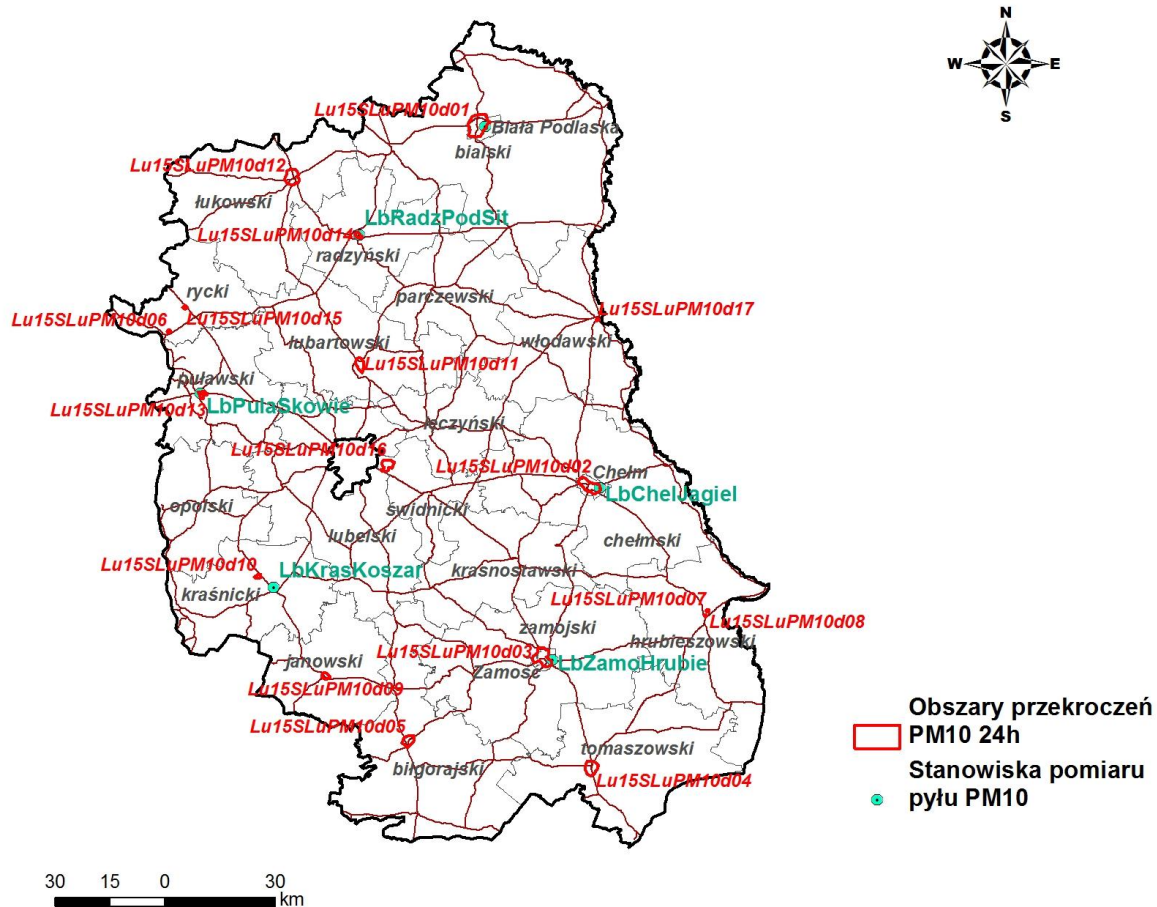 N
W
E
S
Lu15SLuPM10d01
Biała Podlaska
bialski
Lu15SLuPM10d12
łukowski
LbRadzPodSit
Lu15SLuPM10d14
radzyński
rycki
parczewski
Lu15SLuPM10d17
Lu15SLuPM10d06
Lu15SLuPM10d15
lubartowski
włodawski
Lu15SLuPM10d11
puławski
LbPulaSkowie
Lu15SLuPM10d13
łęczyński
Lu15SLuPM10d16
Lu15SLuPM10d02
Chełm
LbChelJagiel
opolski
świdnicki
lubelski
chełmski
Lu15SLuPM10d10
LbKrasKoszar
krasnostawski
kraśnicki
Lu15SLuPM10d07
Lu15SLuPM10d08
zamojski
hrubieszowski
janowski
Lu15SLuPM10d03
LbZamoHrubie
Zamość
Lu15SLuPM10d09
Lu15SLuPM10d05
biłgorajski
tomaszowski
Lu15SLuPM10d04
Obszary przekroczeń
PM10 24h
Stanowiska pomiaru
pyłu PM10
30 15 0 30
km